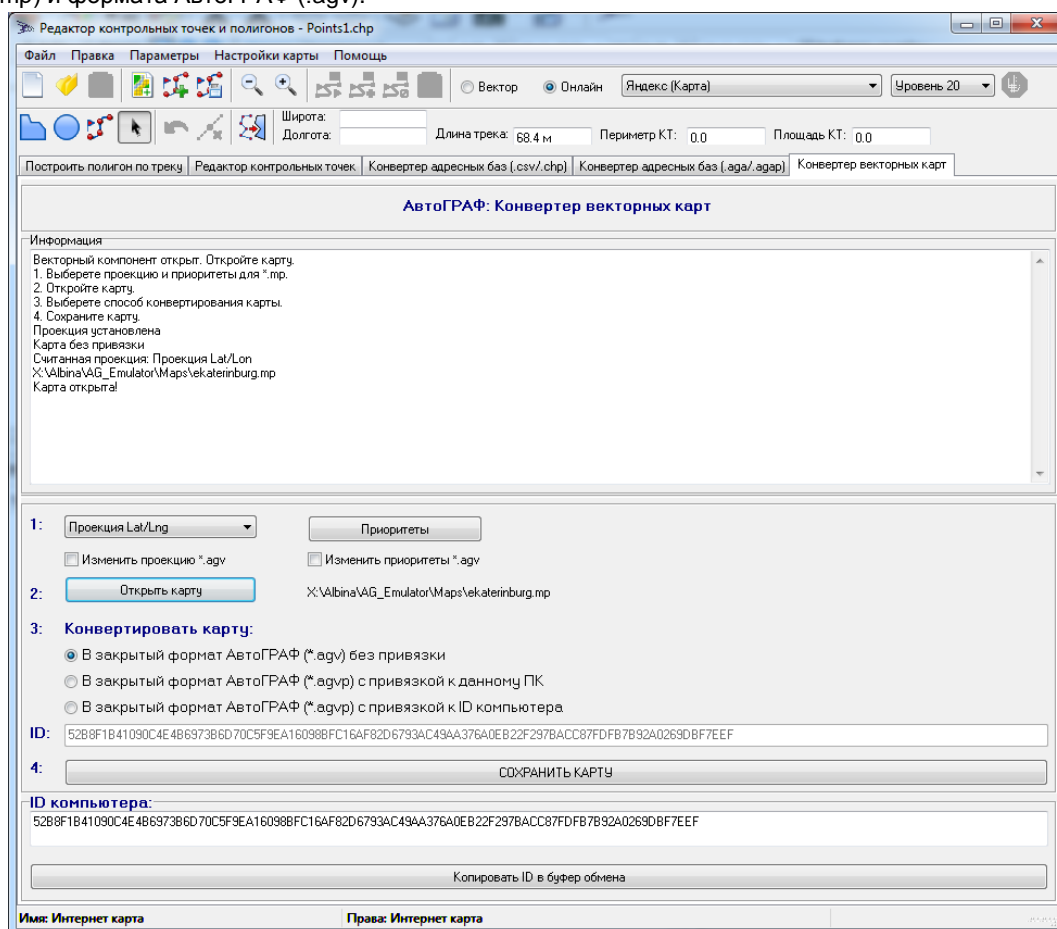 mp) и формата АвтоГРАФ (.agv).
Редактор контрольных точек и полигонов - Points1.chp
Файл Правка Параметры Настройки карты Помощь
Вектор Онлайн Яндекс (Карта) Уровень 20
Широта:
Долгота: Длина трека: 68.4 м Периметр КТ: 0.0 Площадь КТ: 0.0
Построить полигон по треку Редактор контрольных точек Конвертер адресных баз (.csv/.chp) Конвертер адресных баз (.aga/.agap) Конвертер векторных карт
АвтоГРАФ: Конвертер векторных карт
Информация
Векторный компонент открыт. Откройте карту.
1. Выберете проекцию и приоритеты для *.mp.
2. Откройте карту.
3. Выберете способ конвертирования карты.
4. Сохраните карту.
Проекция установлена
Карта без привязки
Считанная проекция: Проекция Lat/Lon
X:\Albina\AG_Emulator\Maps\ekaterinburg.mp
Карта открыта!
1: Проекция Lat/Lng Приоритеты
Изменить проекцию *.agv Изменить приоритеты *.agv
2: Открыть карту X:\Albina\AG_Emulator\Maps\ekaterinburg.mp
3: Конвертировать карту:
В закрытый формат АвтоГРАФ (*.agv) без привязки
В закрытый формат АвтоГРАФ (*.agvp) с привязкой к данному ПК
В закрытый формат АвтоГРАФ (*.agvp) с привязкой к ID компьютера
ID: 52B8F1B41090C4E4B6973B6D70C5F9EA16098BFC16AF82D6793AC49AA376A0EB22F297BACC87FDFB7B92A0269DBF7EEF
4: СОХРАНИТЬ КАРТУ
ID компьютера:
52B8F1B41090C4E4B6973B6D70C5F9EA16098BFC16AF82D6793AC49AA376A0EB22F297BACC87FDFB7B92A0269DBF7EEF
Копировать ID в буфер обмена
Имя: Интернет карта Права: Интернет карта